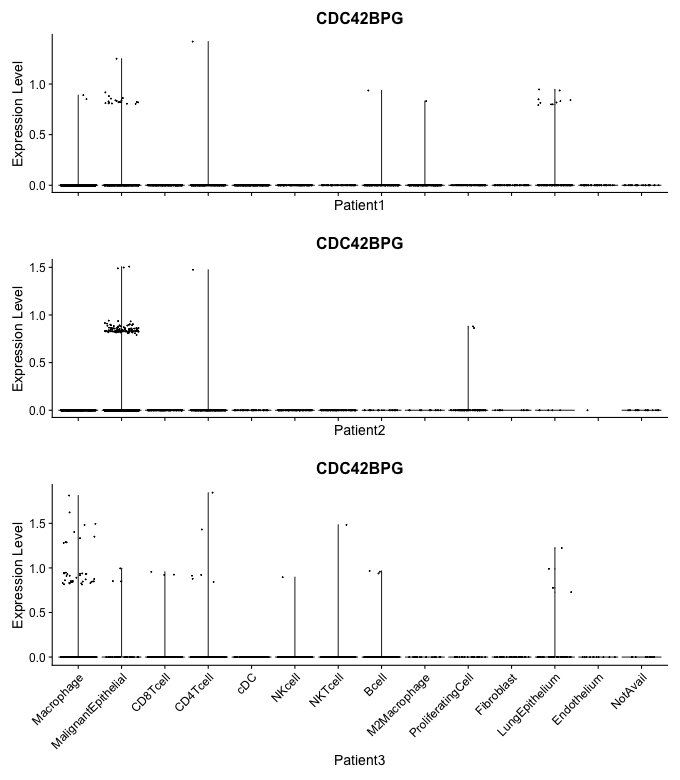 CDC42BPG
Expression Level
1.0
0.5
0.0
Patient1
CDC42BPG
Expression Level
1.5
1.0
0.5
0.0
Patient2
CDC42BPG
Expression Level
1.5
1.0
0.5
0.0
Macrophage
MalignantEpithelial
CD8Tcell
CD4Tcell
cDC
NKcell
NKTcell
Bcell
M2Macrophage
ProliferatingCell
Fibroblast
LungEpithelium
Endothelium
NotAvail
Patient3